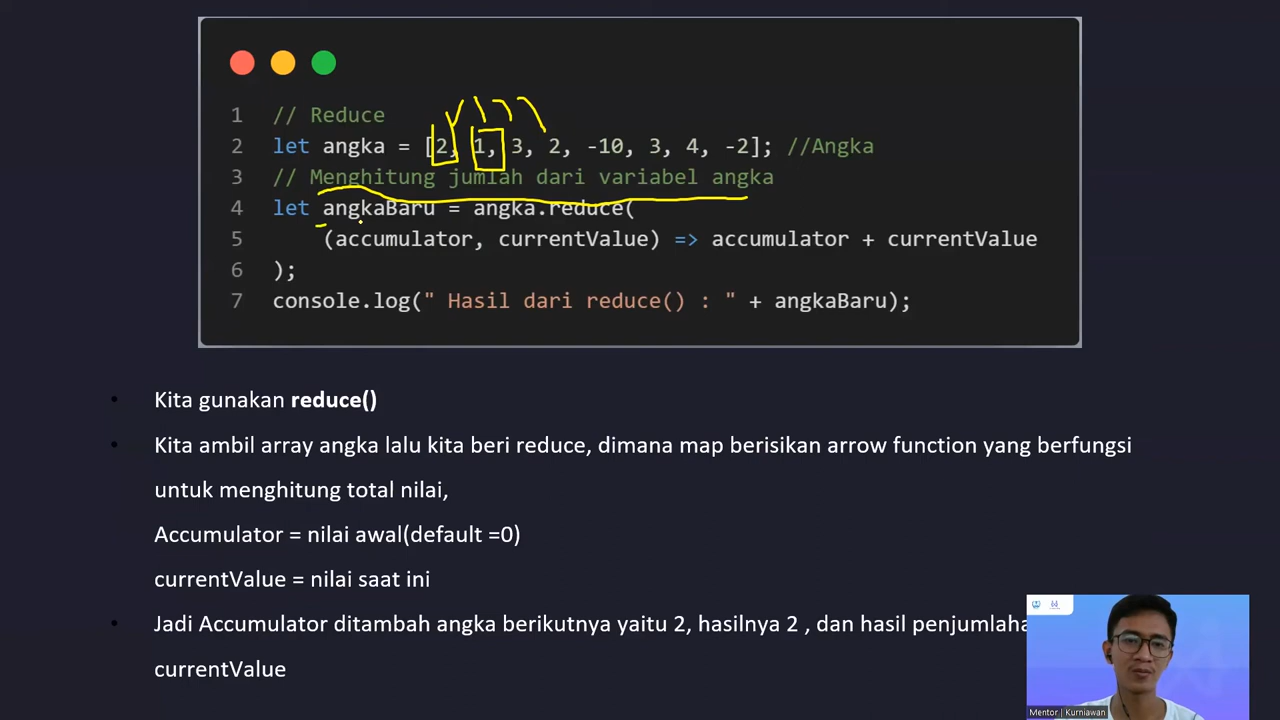 1 // Reduce
2 let angka = [2, 1, 3, 2, -10, 3, 4, -2]; //Angka
3 // Menghitung jumlah dari variabel angka
4 let angkaBaru = angka.reduce(
5 (accumulator, currentValue) => accumulator + currentValue
6 );
7 console.log(" Hasil dari reduce() : " + angkaBaru);
• Kita gunakan reduce()
• Kita ambil array angka lalu kita beri reduce, dimana map berisikan arrow function yang berfungsi
untuk menghitung total nilai,
Accumulator = nilai awal(default =0)
currentValue = nilai saat ini
• Jadi Accumulator ditambah angka berikutnya yaitu 2, hasilnya 2 , dan hasil penjumlaha
currentValue
Mentor | Kurniawan